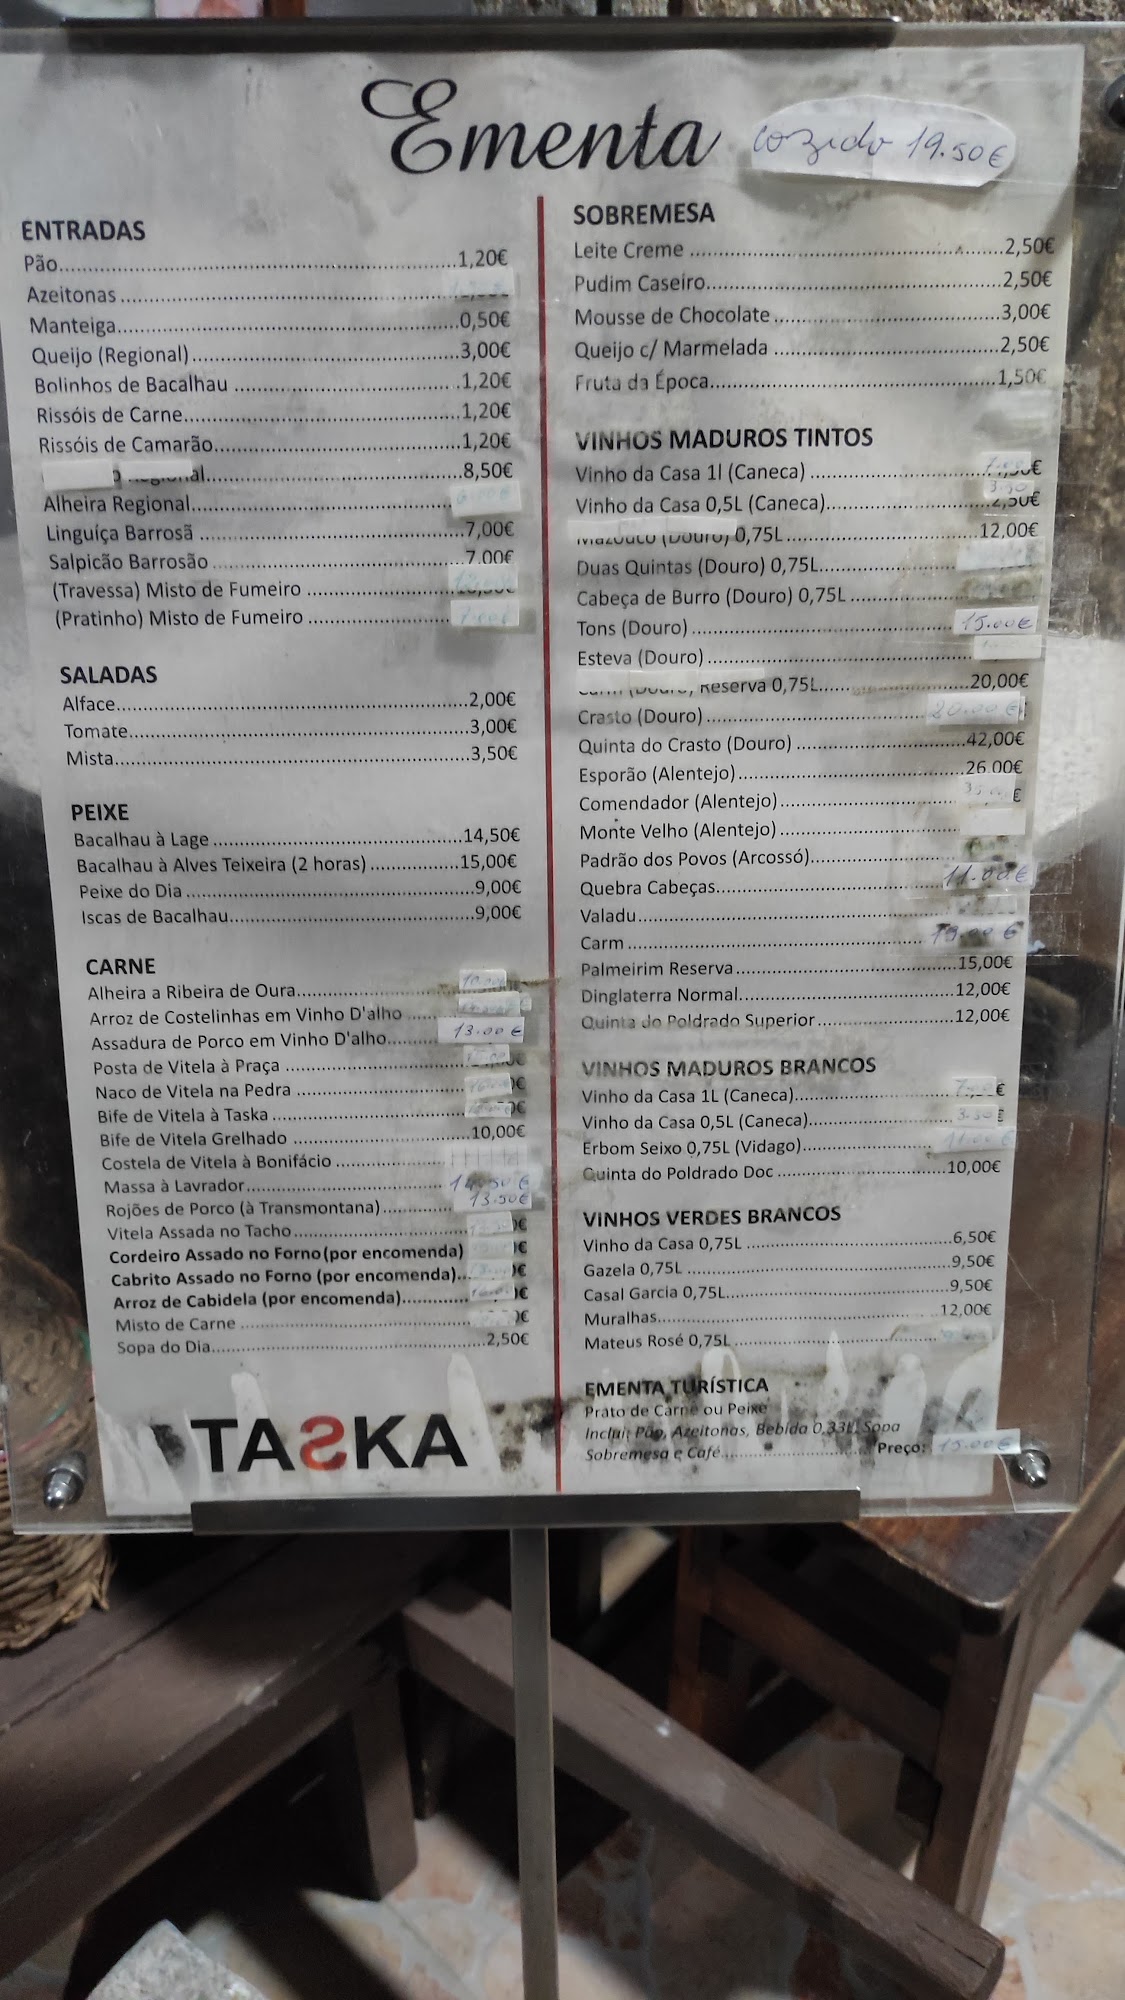 Ementa
cozido 19.50€
ENTRADAS
Pão 1,20€
Azeitonas
Manteiga 0,50€
Queijo (Regional) 3,00€
Bolinhos de Bacalhau 1,20€
Rissóis de Carne 1,20€
Rissóis de Camarão 1,20€
Regional 8,50€
Alheira Regional
Linguíça Barrosã 7,00€
Salpicão Barrosão 7,00€
(Travessa) Misto de Fumeiro
(Pratinho) Misto de Fumeiro 7.00€
SALADAS
Alface 2,00€
Tomate 3,00€
Mista 3,50€
PEIXE
Bacalhau à Lage 14,50€
Bacalhau à Alves Teixeira (2 horas) 15,00€
Peixe do Dia 9,00€
Iscas de Bacalhau 9,00€
CARNE
Alheira a Ribeira de Oura
Arroz de Costelinhas em Vinho D'alho
Assadura de Porco em Vinho D'alho 13.00€
Posta de Vitela à Praça
Naco de Vitela na Pedra
Bife de Vitela à Taska
Bife de Vitela Grelhado 10,00€
Costela de Vitela à Bonifácio
Massa à Lavrador 14.50€
Rojões de Porco (à Transmontana) 13.50€
Vitela Assada no Tacho
Cordeiro Assado no Forno (por encomenda)
Cabrito Assado no Forno (por encomenda)
Arroz de Cabidela (por encomenda)
Misto de Carne
Sopa do Dia 2,50€
TASKA
SOBREMESA
Leite Creme 2,50€
Pudim Caseiro 2,50€
Mousse de Chocolate 3,00€
Queijo c/ Marmelada 2,50€
Fruta da Época 1,50€
VINHOS MADUROS TINTOS
Vinho da Casa 1l (Caneca)
Vinho da Casa 0,5L (Caneca) 3.50
Mazouco (Douro) 0,75L 12,00€
Duas Quintas (Douro) 0,75L
Cabeça de Burro (Douro) 0,75L
Tons (Douro) 15.00€
Esteva (Douro)
Carm (Douro) Reserva 0,75L 20,00€
Crasto (Douro) 20.00€
Quinta do Crasto (Douro) 42,00€
Esporão (Alentejo) 26,00€
Comendador (Alentejo)
Monte Velho (Alentejo)
Padrão dos Povos (Arcossó)
Quebra Cabeças 11.00€
Valadu
Carm 19.00€
Palmeirim Reserva 15,00€
Dinglaterra Normal 12,00€
Quinta do Poldrado Superior 12,00€
VINHOS MADUROS BRANCOS
Vinho da Casa 1L (Caneca)
Vinho da Casa 0,5L (Caneca) 3.50€
Erbom Seixo 0,75L (Vidago) 11.00€
Quinta do Poldrado Doc 10,00€
VINHOS VERDES BRANCOS
Vinho da Casa 0,75L 6,50€
Gazela 0,75L 9,50€
Casal Garcia 0,75L 9,50€
Muralhas 12,00€
Mateus Rosé 0,75L
EMENTA TURÍSTICA
Prato de Carne ou Peixe
Inclui: Pão, Azeitonas, Bebida 0,33L, Sopa
Sobremesa e Café Preço: 15.00€